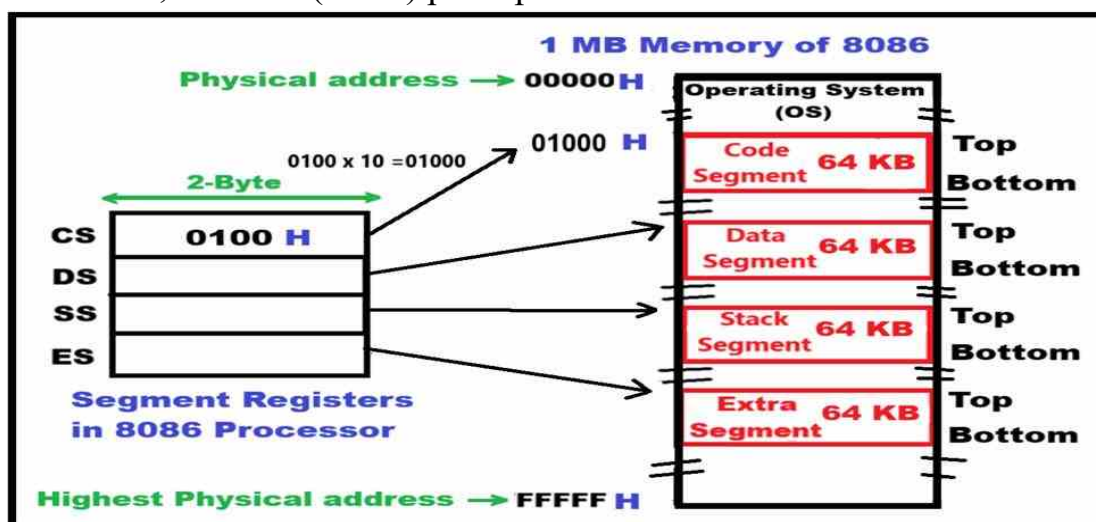 1 MB Memory of 8086
Physical address → 00000 H
Operating System
(OS)
01000 H
0100 x 10 =01000
2-Byte
Code
Segment 64 KB
Top
Bottom
CS 0100 H
DS
SS
ES
Data
Segment 64 KB
Top
Bottom
Stack
Segment 64 KB
Top
Bottom
Extra
Segment 64 KB
Top
Bottom
Segment Registers
in 8086 Processor
Highest Physical address → FFFFF H